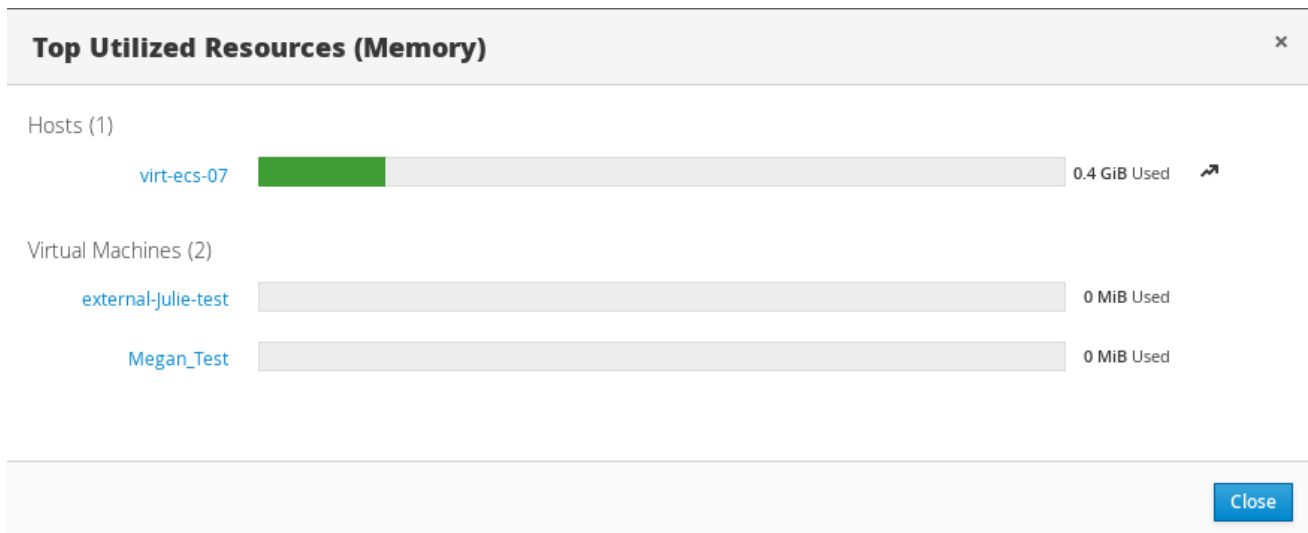 Top Utilized Resources (Memory) ×
Hosts (1)
virt-ecs-07 0.4 GiB Used
Virtual Machines (2)
external-Julie-test 0 MiB Used
Megan_Test 0 MiB Used
Close